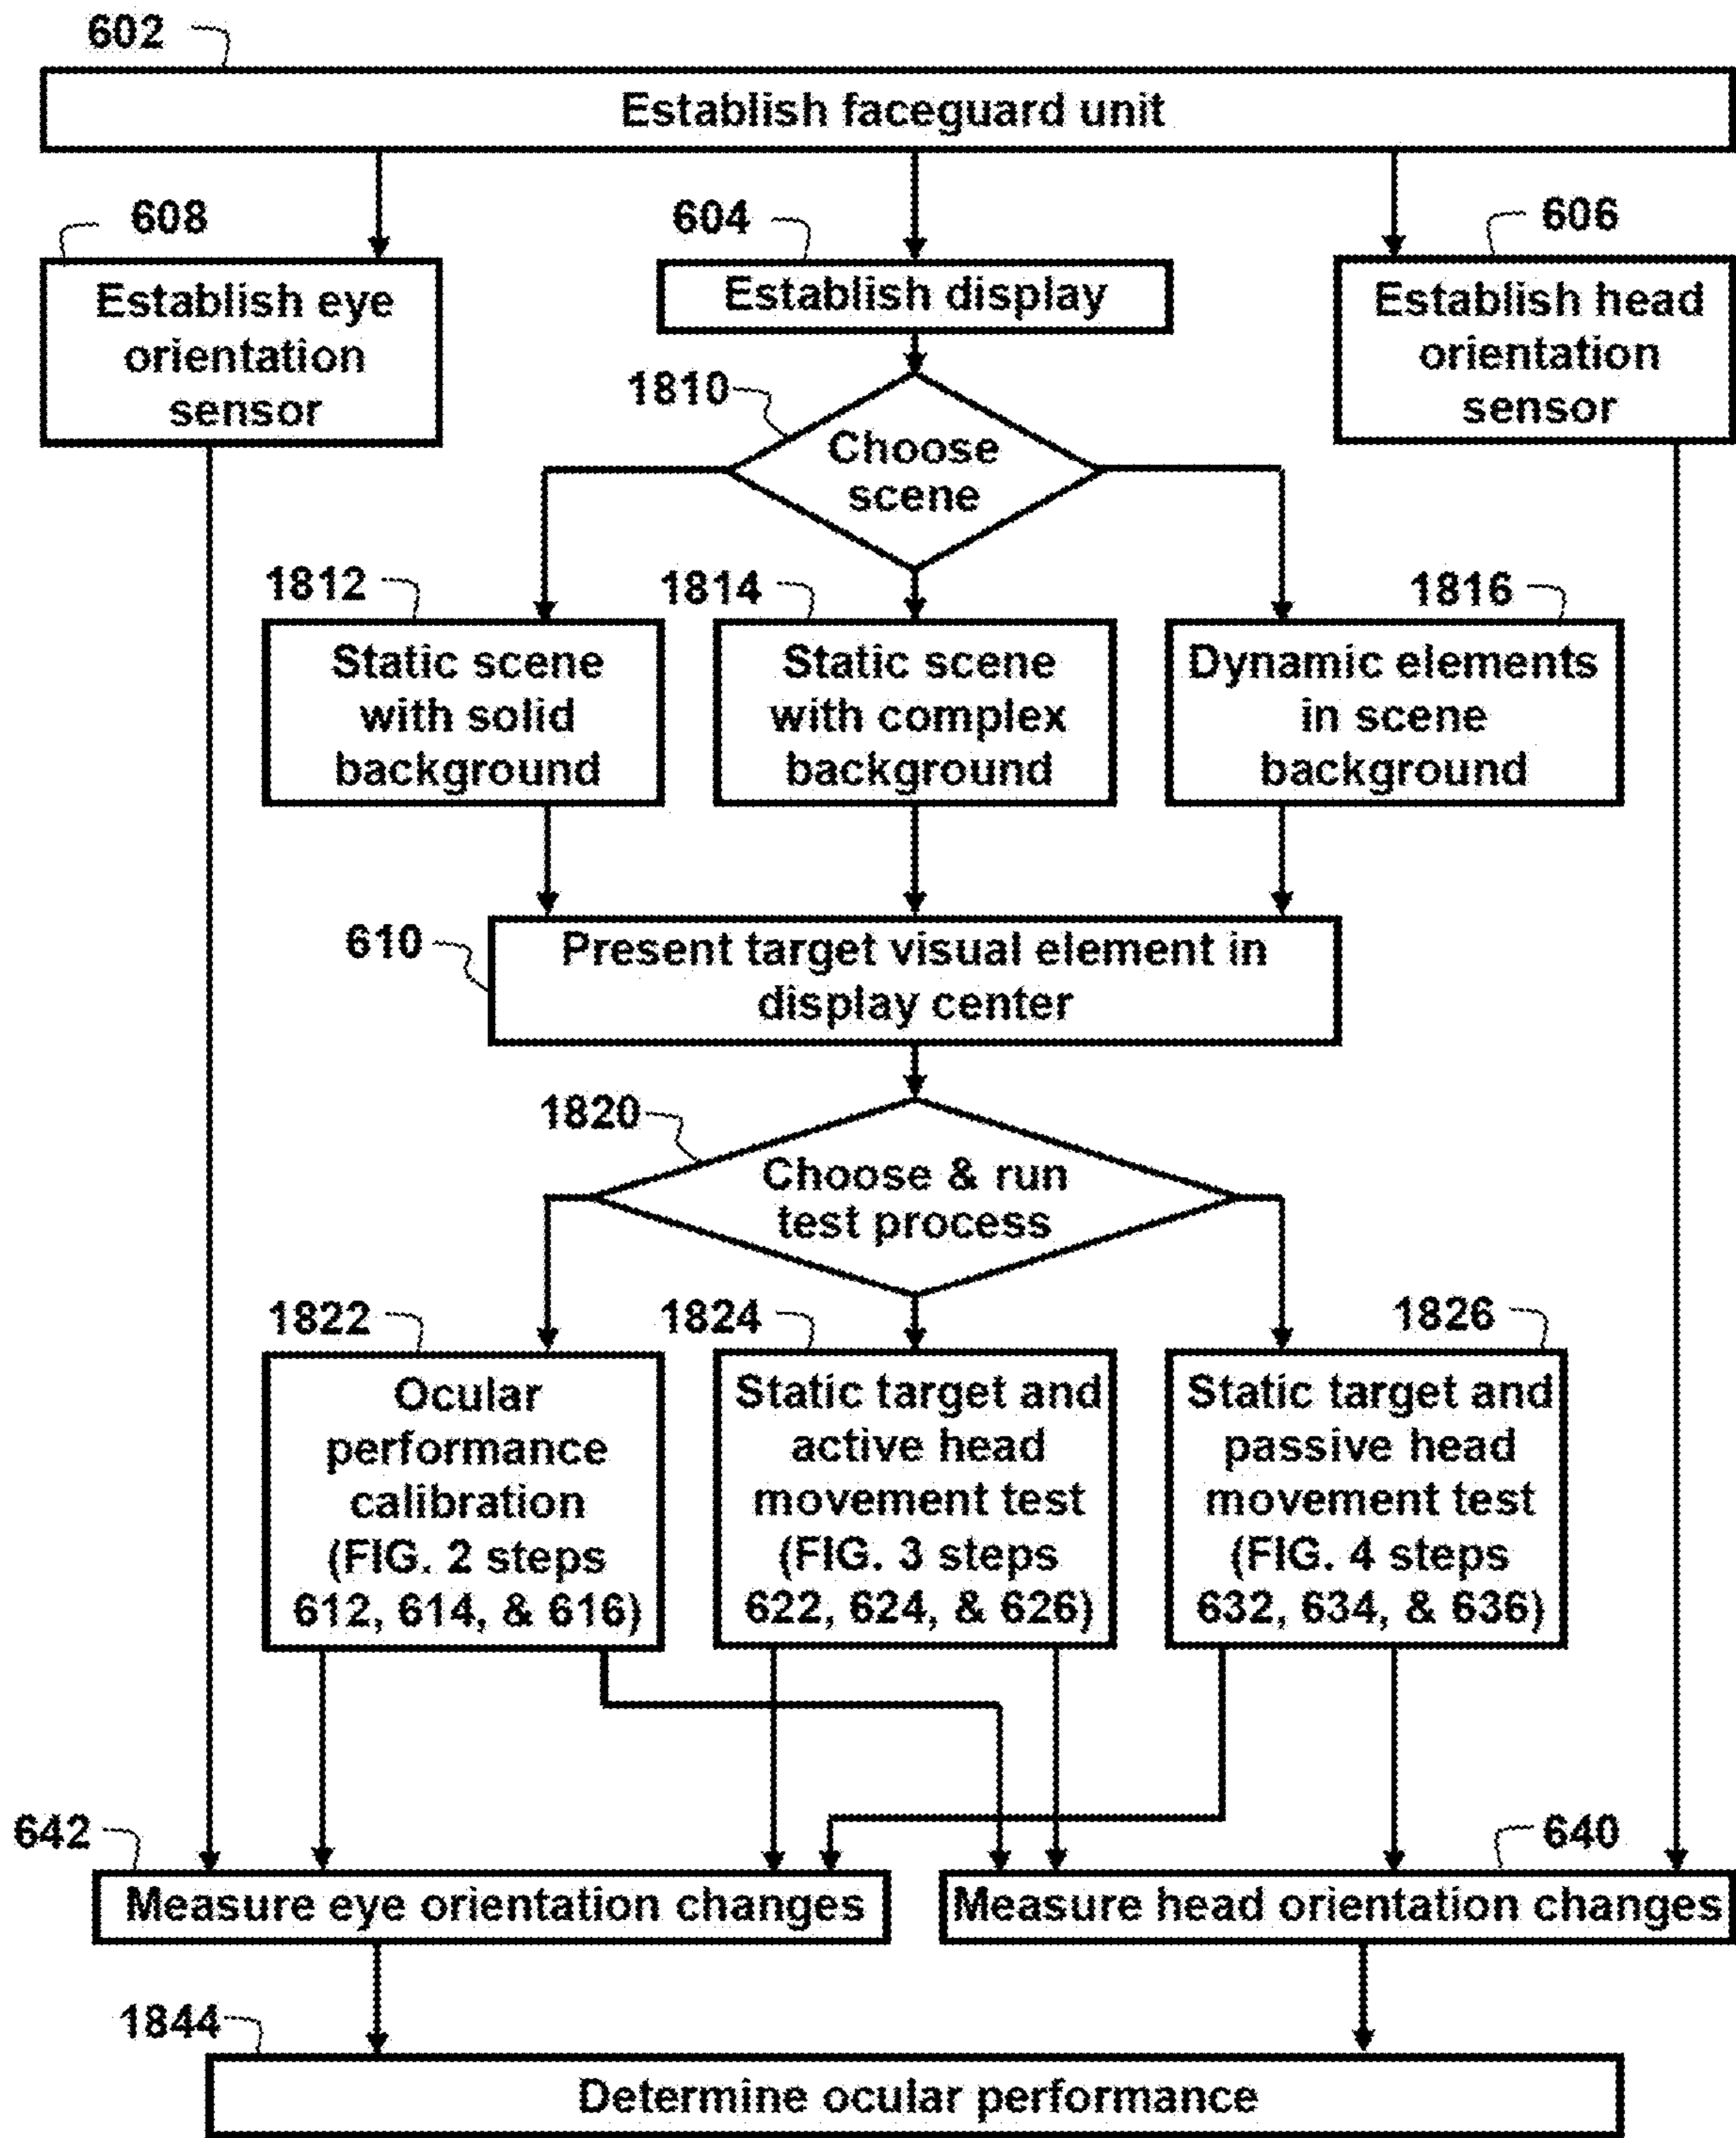 602
Establish faceguard unit
608
604
606
Establish eye
orientation
sensor
Establish display
Establish head
orientation
sensor
1810
Choose
scene
1812
1814
1816
Static scene
with solid
background
Static scene
with complex
background
Dynamic elements
in scene
background
610
Present target visual element in
display center
1820
Choose & run
test process
1822
1824
1826
Ocular
performance
calibration
(FIG. 2 steps
612, 614, & 616)
Static target and
active head
movement test
(FIG. 3 steps
622, 624, & 626)
Static target and
passive head
movement test
(FIG. 4 steps
632, 634, & 636)
642
640
Measure eye orientation changes
Measure head orientation changes
1844
Determine ocular performance